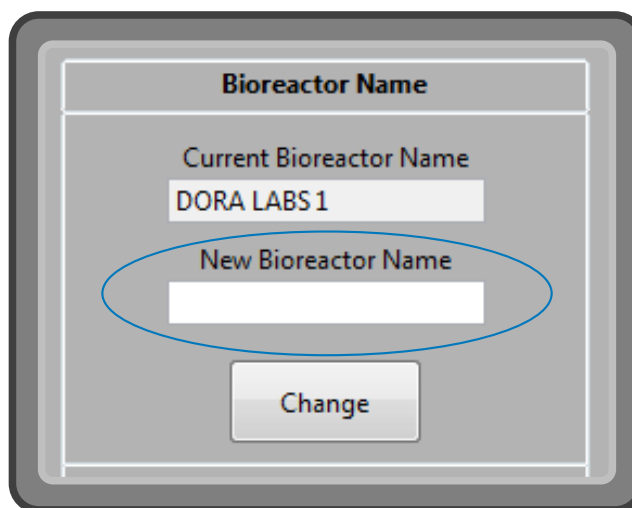 Bioreactor Name
Current Bioreactor Name
DORA LABS 1
New Bioreactor Name
Change